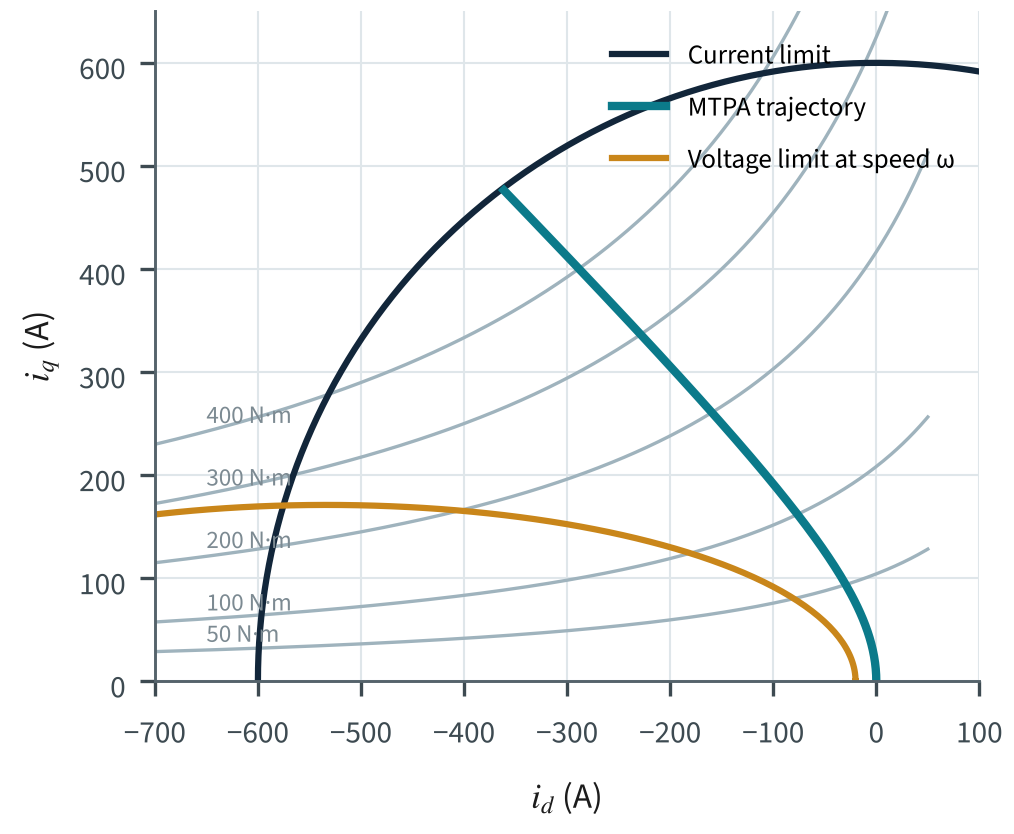 Current limit
MTPA trajectory
Voltage limit at speed ω
600
500
400
300
200
100
0
i_q (A)
400 N·m
300 N·m
200 N·m
100 N·m
50 N·m
−700 −600 −500 −400 −300 −200 −100 0 100
i_d (A)